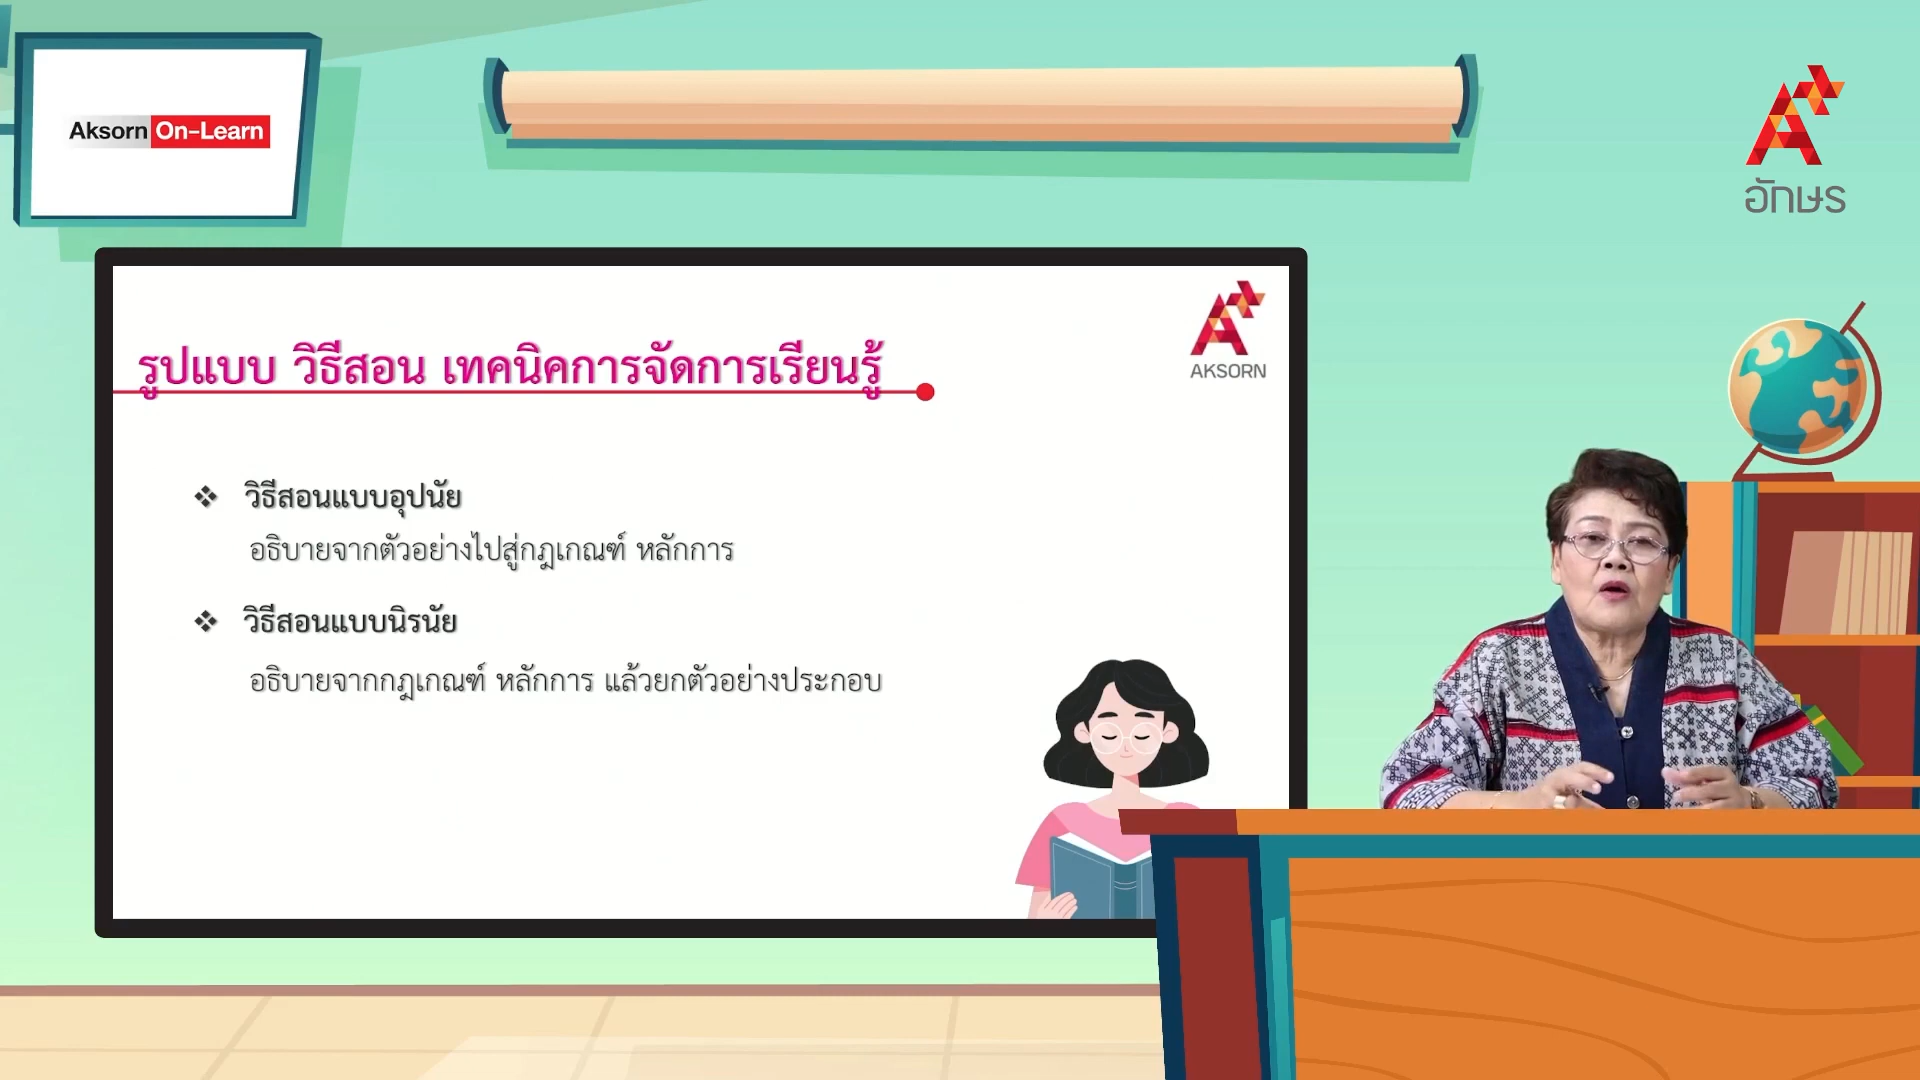 Aksorn On-Learn
อักษร
AKSORN
รูปแบบ วิธีสอน เทคนิคการจัดการเรียนรู้
❖ วิธีสอนแบบอุปนัย
อธิบายจากตัวอย่างไปสู่กฎเกณฑ์ หลักการ
❖ วิธีสอนแบบนิรนัย
อธิบายจากกฎเกณฑ์ หลักการ แล้วยกตัวอย่างประกอบ